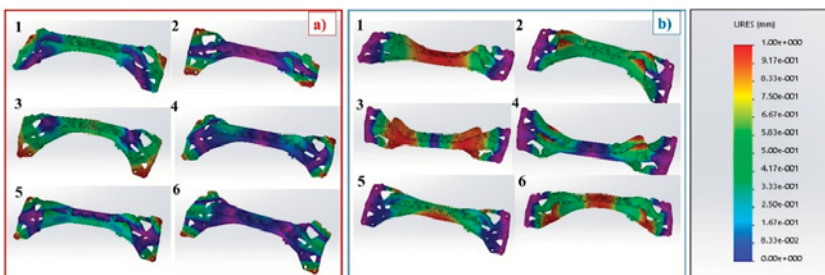 1
2
a)
3
4
5
6
1
2
b)
3
4
5
6
URES (mm)
1.00e+000
9.17e-001
8.33e-001
7.50e-001
6.67e-001
5.83e-001
5.00e-001
4.17e-001
3.33e-001
2.50e-001
1.67e-001
8.33e-002
0.00e+000